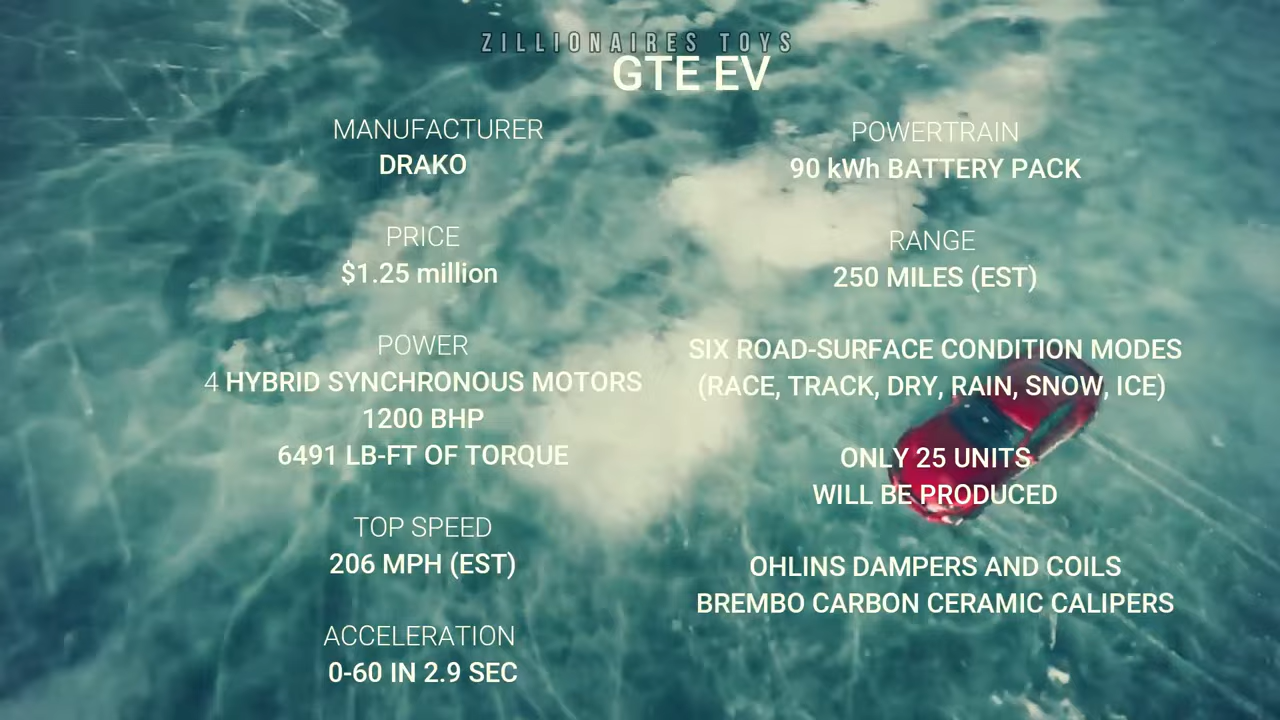 ZILLIONAIRES TOYS
GTE EV
MANUFACTURER
DRAKO
PRICE
$1.25 million
POWER
4 HYBRID SYNCHRONOUS MOTORS
1200 BHP
6491 LB-FT OF TORQUE
TOP SPEED
206 MPH (EST)
ACCELERATION
0-60 IN 2.9 SEC
POWERTRAIN
90 kWh BATTERY PACK
RANGE
250 MILES (EST)
SIX ROAD-SURFACE CONDITION MODES
(RACE, TRACK, DRY, RAIN, SNOW, ICE)
ONLY 25 UNITS
WILL BE PRODUCED
OHLINS DAMPERS AND COILS
BREMBO CARBON CERAMIC CALIPERS